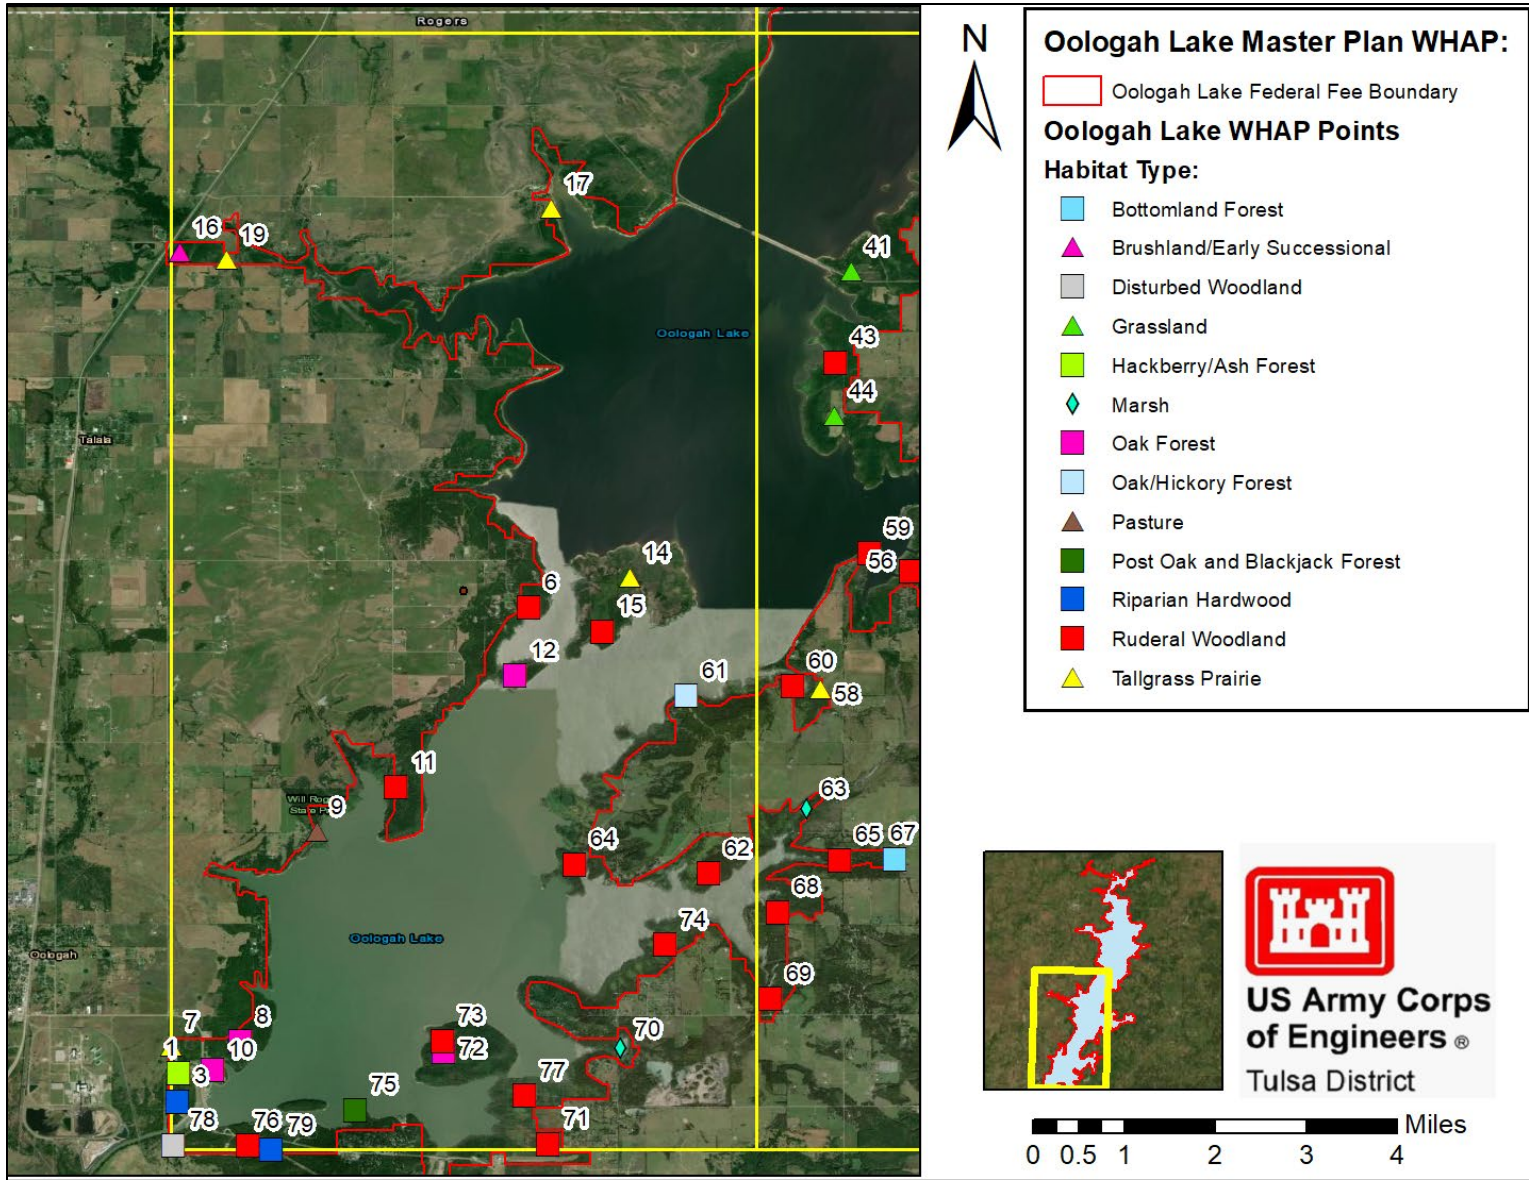 Rogers
17
16
19
41
Oologah Lake
43
44
Talala
59
56
14
6
15
12
61
60
58
11
63
9
64
62
65
67
68
74
Oologah Lake
Oologah
69
73
70
7
8
1
10
72
3
77
75
78
76
79
71
N
Oologah Lake Master Plan WHAP:
Oologah Lake Federal Fee Boundary
Oologah Lake WHAP Points
Habitat Type:
Bottomland Forest
Brushland/Early Successional
Disturbed Woodland
Grassland
Hackberry/Ash Forest
Marsh
Oak Forest
Oak/Hickory Forest
Pasture
Post Oak and Blackjack Forest
Riparian Hardwood
Ruderal Woodland
Tallgrass Prairie
US Army Corps
of Engineers ®
Tulsa District
Miles
0 0.5 1 2 3 4